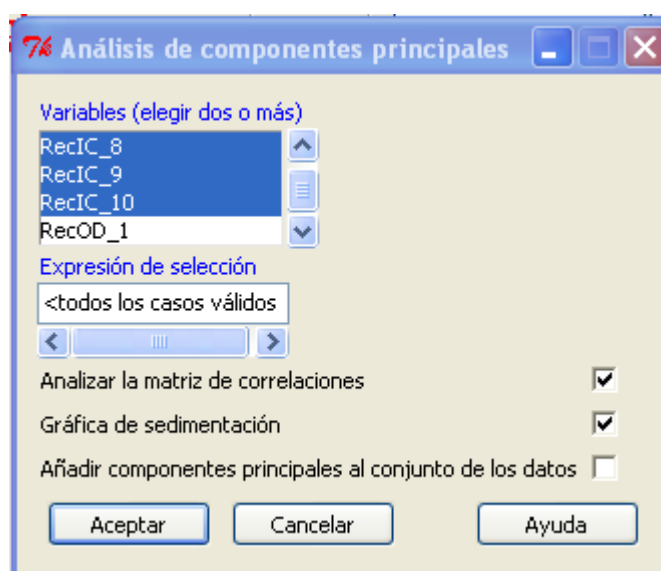 Análisis de componentes principales
Variables (elegir dos o más)
RecIC_8
RecIC_9
RecIC_10
RecOD_1
Expresión de selección
<todos los casos válidos
Analizar la matriz de correlaciones
Gráfica de sedimentación
Añadir componentes principales al conjunto de los datos
Aceptar
Cancelar
Ayuda